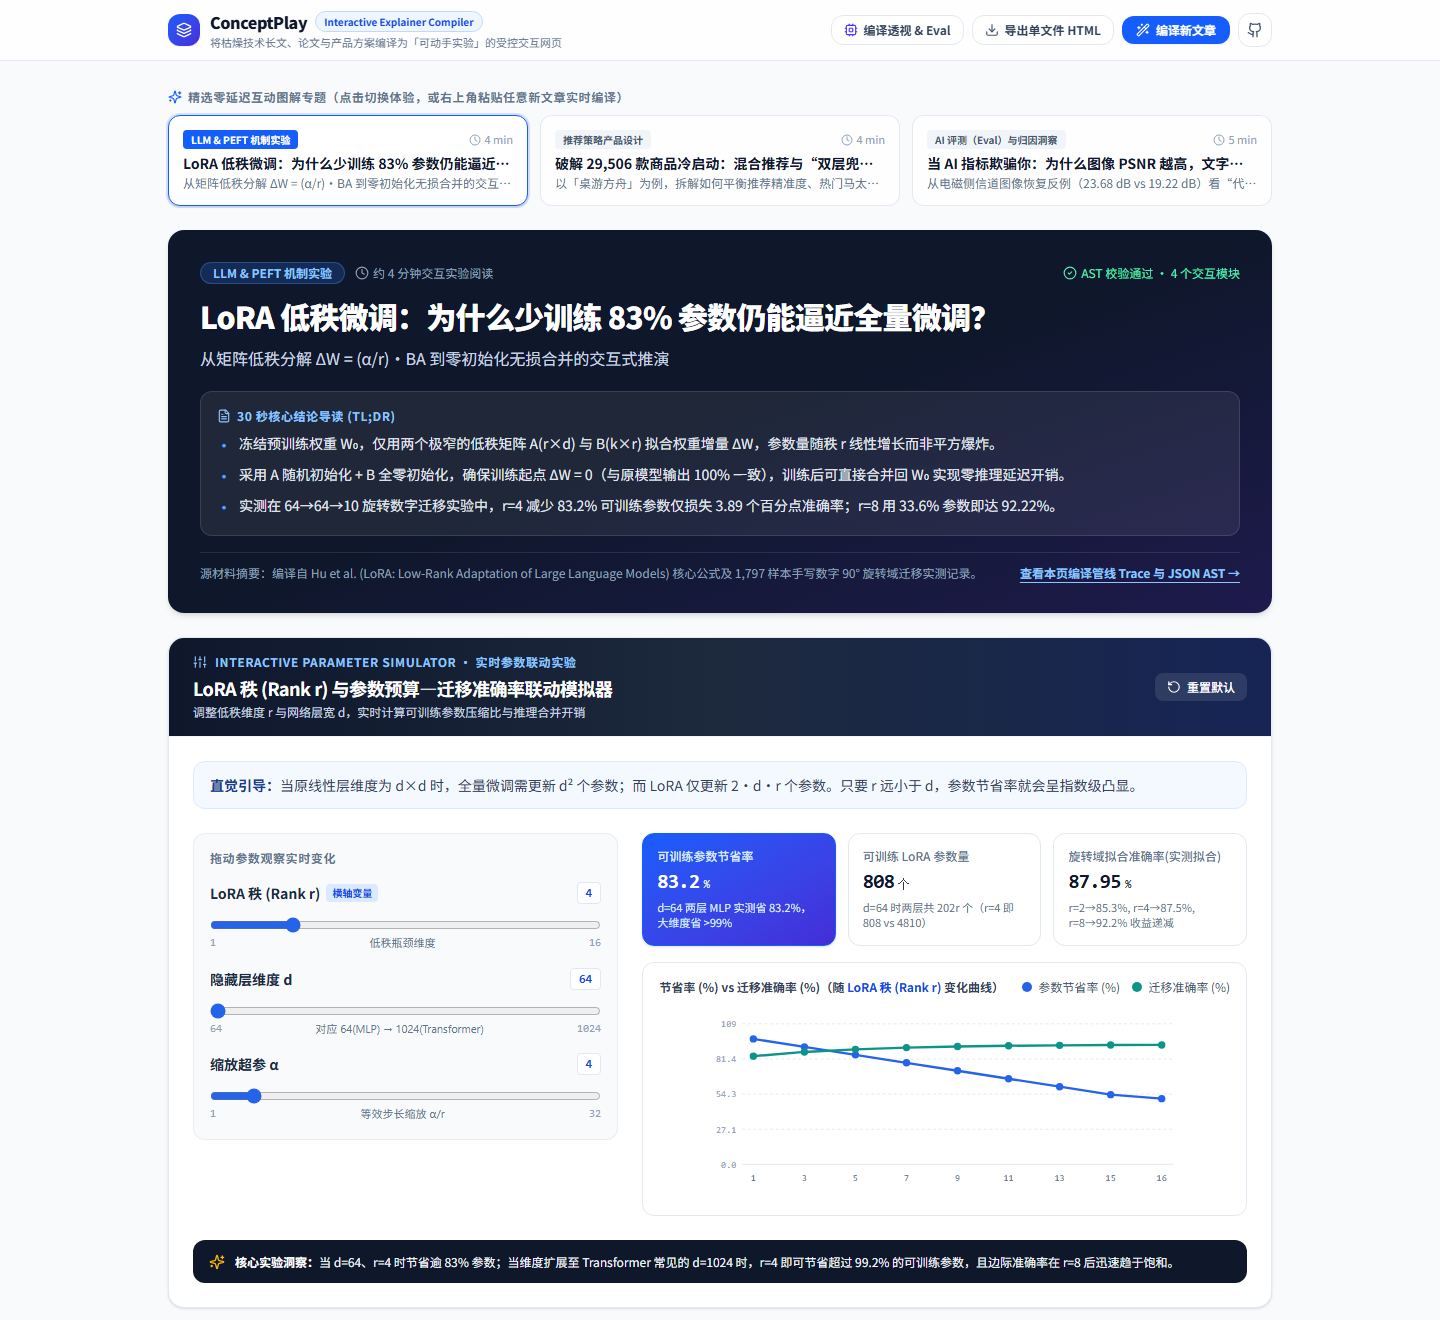 ConceptPlay Interactive Explainer Compiler
将枯燥技术长文、论文与产品方案编译为「可动手实验」的受控交互网页
编译透视 & Eval
导出单文件 HTML
编译新文章
精选零延迟互动图解专题（点击切换体验，或右上角粘贴任意新文章实时编译）
LLM & PEFT 机制实验 4 min
LoRA 低秩微调：为什么少训练 83% 参数仍能逼近…
从矩阵低秩分解 ΔW = (α/r)・BA 到零初始化无损合并的交互…
推荐策略产品设计 4 min
破解 29,506 款商品冷启动：混合推荐与“双层兜…
以「桌游方舟」为例，拆解如何平衡推荐精准度、热门马太…
AI 评测（Eval）与归因洞察 5 min
当 AI 指标欺骗你：为什么图像 PSNR 越高，文字…
从电磁侧信道图像恢复反例（23.68 dB vs 19.22 dB）看“代…
LLM & PEFT 机制实验 约 4 分钟交互实验阅读
AST 校验通过 • 4 个交互模块
LoRA 低秩微调：为什么少训练 83% 参数仍能逼近全量微调？
从矩阵低秩分解 ΔW = (α/r)・BA 到零初始化无损合并的交互式推演
30 秒核心结论导读 (TL;DR)
• 冻结预训练权重 W₀，仅用两个极窄的低秩矩阵 A(r×d) 与 B(k×r) 拟合权重增量 ΔW，参数量随秩 r 线性增长而非平方爆炸。
• 采用 A 随机初始化 + B 全零初始化，确保训练起点 ΔW = 0（与原模型输出 100% 一致），训练后可直接合并回 W₀ 实现零推理延迟开销。
• 实测在 64→64→10 旋转数字迁移实验中，r=4 减少 83.2% 可训练参数仅损失 3.89 个百分点准确率；r=8 用 33.6% 参数即达 92.22%。
源材料摘要：编译自 Hu et al. (LoRA: Low-Rank Adaptation of Large Language Models) 核心公式及 1,797 样本手写数字 90° 旋转域迁移实测记录。
查看本页编译管线 Trace 与 JSON AST →
INTERACTIVE PARAMETER SIMULATOR • 实时参数联动实验
LoRA 秩 (Rank r) 与参数预算—迁移准确率联动模拟器
调整低秩维度 r 与网络层宽 d，实时计算可训练参数压缩比与推理合并开销
重置默认
直觉引导：当原线性层维度为 d×d 时，全量微调需更新 d² 个参数；而 LoRA 仅更新 2・d・r 个参数。只要 r 远小于 d，参数节省率就会呈指数级凸显。
拖动参数观察实时变化
LoRA 秩 (Rank r) 横轴变量 4
1 低秩瓶颈维度 16
隐藏层维度 d 64
64 对应 64(MLP) → 1024(Transformer) 1024
缩放超参 α 4
1 等效步长缩放 α/r 32
可训练参数节省率
83.2 %
d=64 两层 MLP 实测省 83.2%，
大维度省 >99%
可训练 LoRA 参数量
808 个
d=64 时两层共 202r 个（r=4 即
808 vs 4810）
旋转域拟合准确率(实测拟合)
87.95 %
r=2→85.3%, r=4→87.5%,
r=8→92.2% 收益递减
节省率 (%) vs 迁移准确率 (%)（随 LoRA 秩 (Rank r) 变化曲线）
参数节省率 (%) 迁移准确率 (%)
109
81.4
54.3
27.1
0.0
1 3 5 7 9 11 13 15 16
核心实验洞察：当 d=64、r=4 时节省逾 83% 参数；当维度扩展至 Transformer 常见的 d=1024 时，r=4 即可节省超过 99.2% 的可训练参数，且边际准确率在 r=8 后迅速趋于饱和。